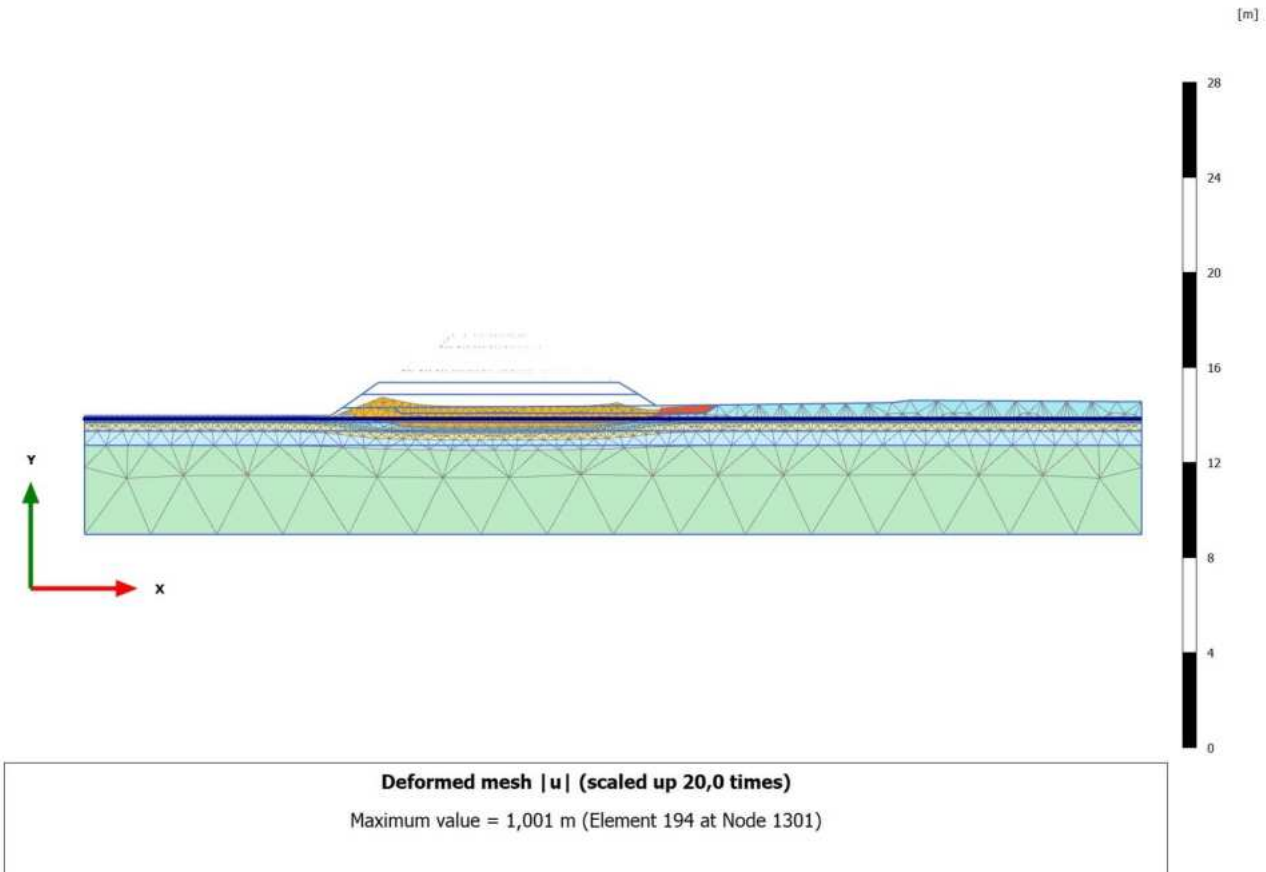 [m]
28
24
20
16
12
8
4
0
Y
X
Deformed mesh |u| (scaled up 20,0 times)
Maximum value = 1,001 m (Element 194 at Node 1301)